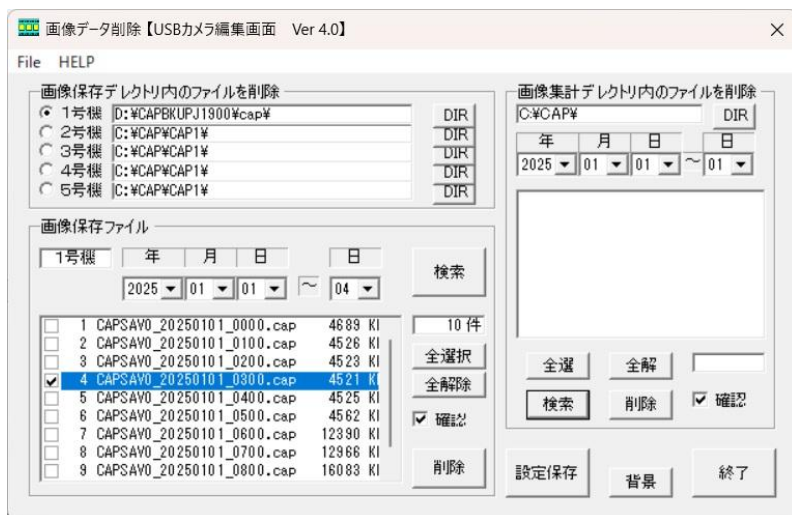 画像データ削除【USBカメラ編集画面 Ver 4.0】
File HELP
画像保存デレクトリ内のファイルを削除
1号機 D:¥CAPBKUPJ1900¥cap¥ DIR
2号機 C:¥CAP¥CAP1¥ DIR
3号機 C:¥CAP¥CAP1¥ DIR
4号機 C:¥CAP¥CAP1¥ DIR
5号機 C:¥CAP¥CAP1¥ DIR
画像保存ファイル
1号機 年 月 日 日
2025 01 01 ～ 04
検索
1 CAPSAV0_20250101_0000.cap 4689 KI
2 CAPSAV0_20250101_0100.cap 4526 KI
3 CAPSAV0_20250101_0200.cap 4523 KI
4 CAPSAV0_20250101_0300.cap 4521 KI
5 CAPSAV0_20250101_0400.cap 4525 KI
6 CAPSAV0_20250101_0500.cap 4562 KI
7 CAPSAV0_20250101_0600.cap 12390 KI
8 CAPSAV0_20250101_0700.cap 12966 KI
9 CAPSAV0_20250101_0800.cap 16083 KI
10 件
全選択
全解除
確認
削除
画像集計デレクトリ内のファイルを削除
C:¥CAP¥ DIR
年 月 日 日
2025 01 01 ～ 01
全選 全解
検索 削除 確認
設定保存 背景 終了